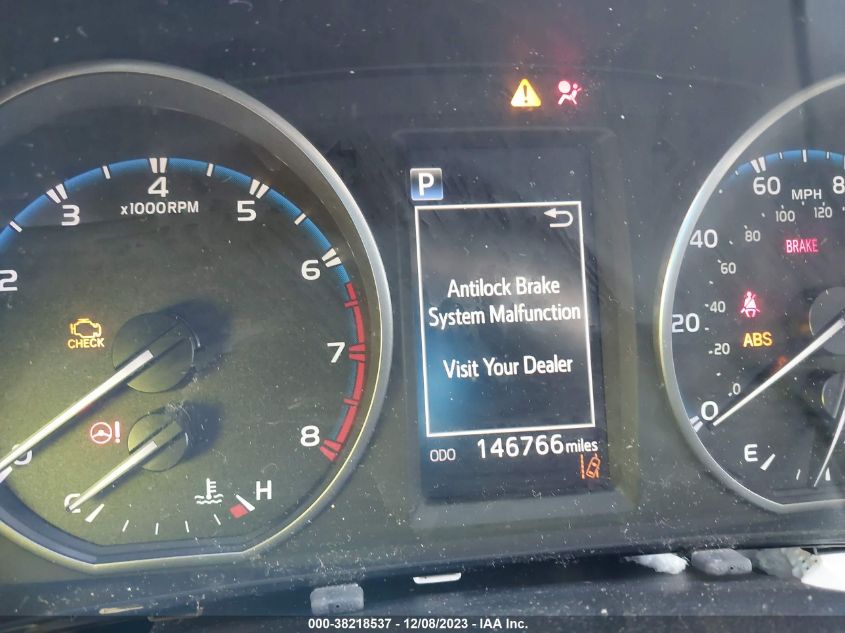 P
4
x1000RPM
3
5
2
6
7
8
CHECK
!
H
Antilock Brake
System Malfunction
Visit Your Dealer
ODO 146766 miles
60
MPH
100
120
80
40
BRAKE
60
40
20
ABS
20
0
0
E
000-38218537 - 12/08/2023 - IAA Inc.